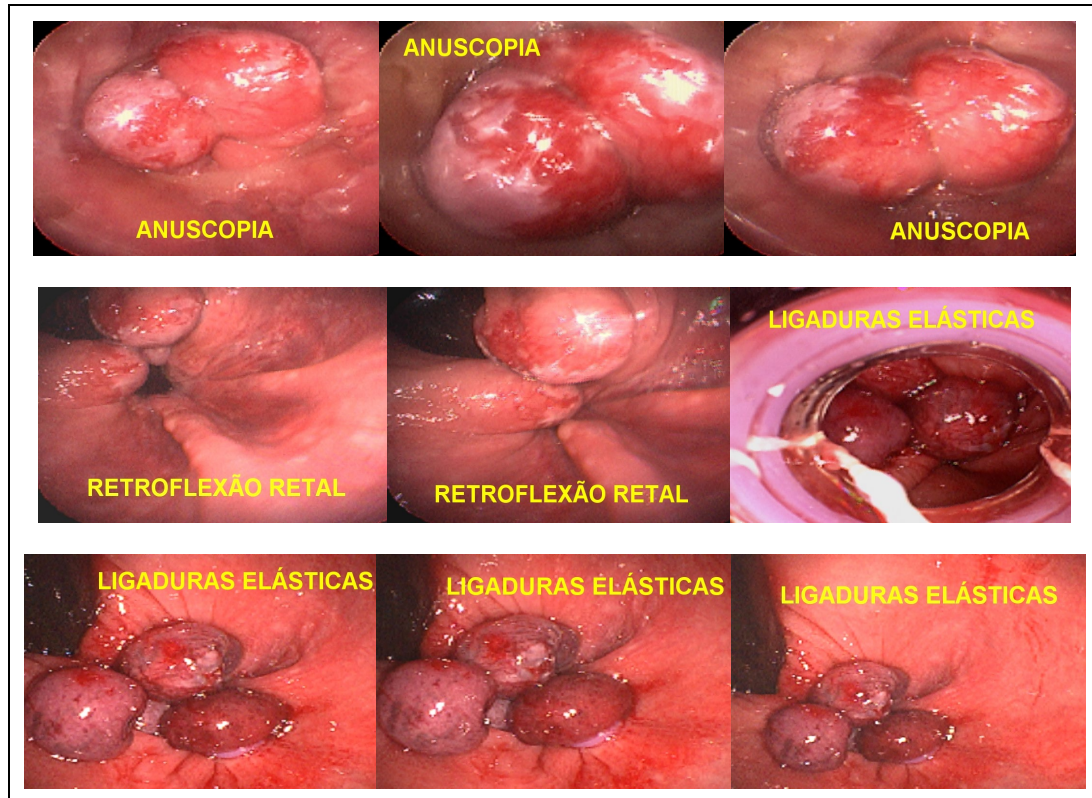 ANUSCOPIA
ANUSCOPIA
ANUSCOPIA
RETROFLEXÃO RETAL
RETROFLEXÃO RETAL
LIGADURAS ELÁSTICAS
LIGADURAS ELÁSTICAS
LIGADURAS ELÁSTICAS
LIGADURAS ELÁSTICAS